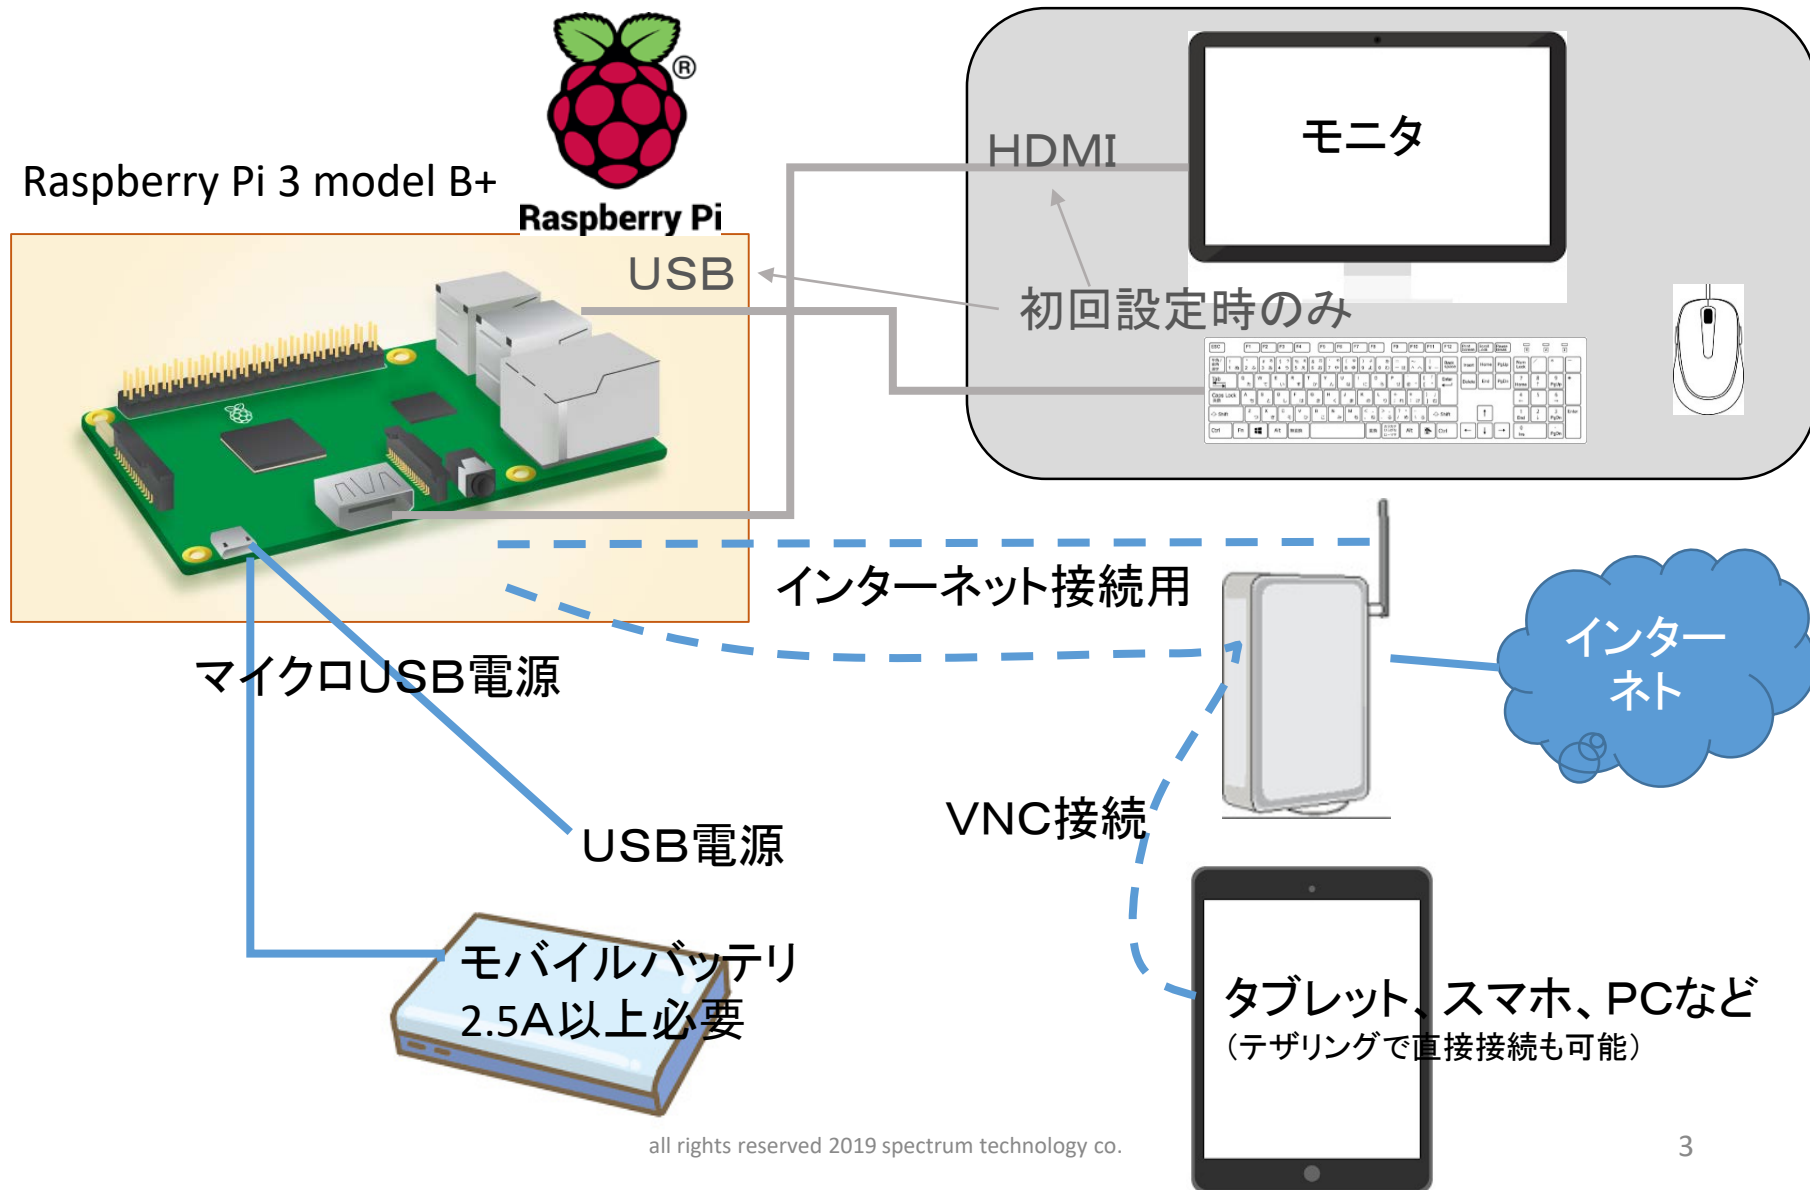 Raspberry Pi 3 model B+
®
Raspberry Pi
HDMI
モニタ
USB
初回設定時のみ
インターネット接続用
インター
ネト
マイクロUSB電源
USB電源
VNC接続
モバイルバッテリ
2.5A以上必要
タブレット、スマホ、PCなど
（テザリングで直接接続も可能）
all rights reserved 2019 spectrum technology co.
3